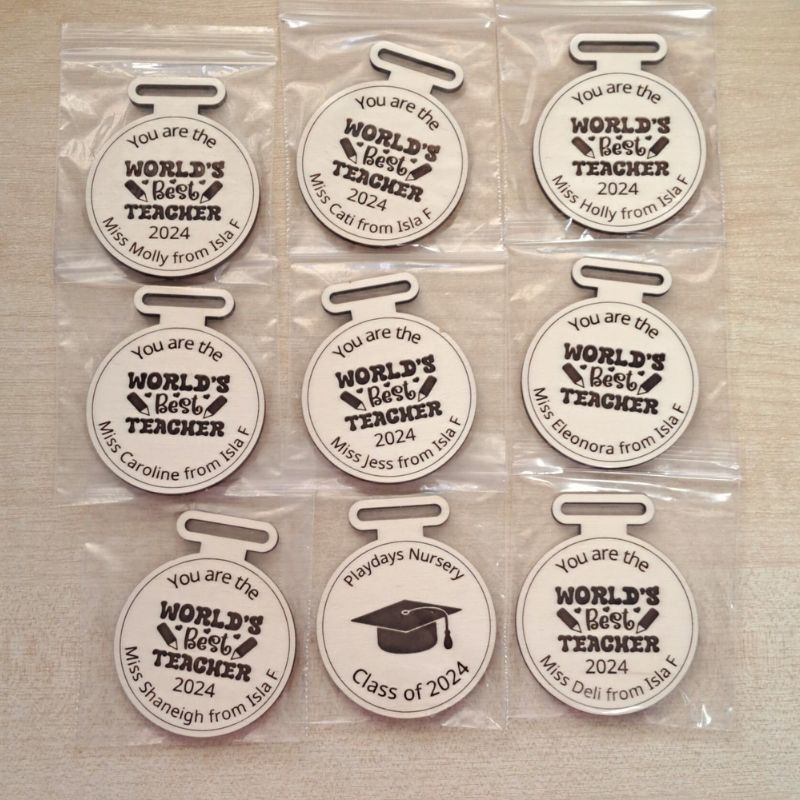 You are the
WORLD'S
Best
TEACHER
2024
Miss Molly from Isla F
You are the
WORLD'S
Best
TEACHER
2024
Miss Cati from Isla F
You are the
WORLD'S
Best
TEACHER
2024
Miss Holly from Isla F
You are the
WORLD'S
Best
TEACHER
Miss Caroline from Isla F
You are the
WORLD'S
Best
TEACHER
2024
Miss Jess from Isla F
You are the
WORLD'S
Best
TEACHER
Miss Eleonora from Isla F
You are the
WORLD'S
Best
TEACHER
2024
Miss Shaneigh from Isla F
Playdays Nursery
Class of 2024
You are the
WORLD'S
Best
TEACHER
2024
Miss Deli from Isla F